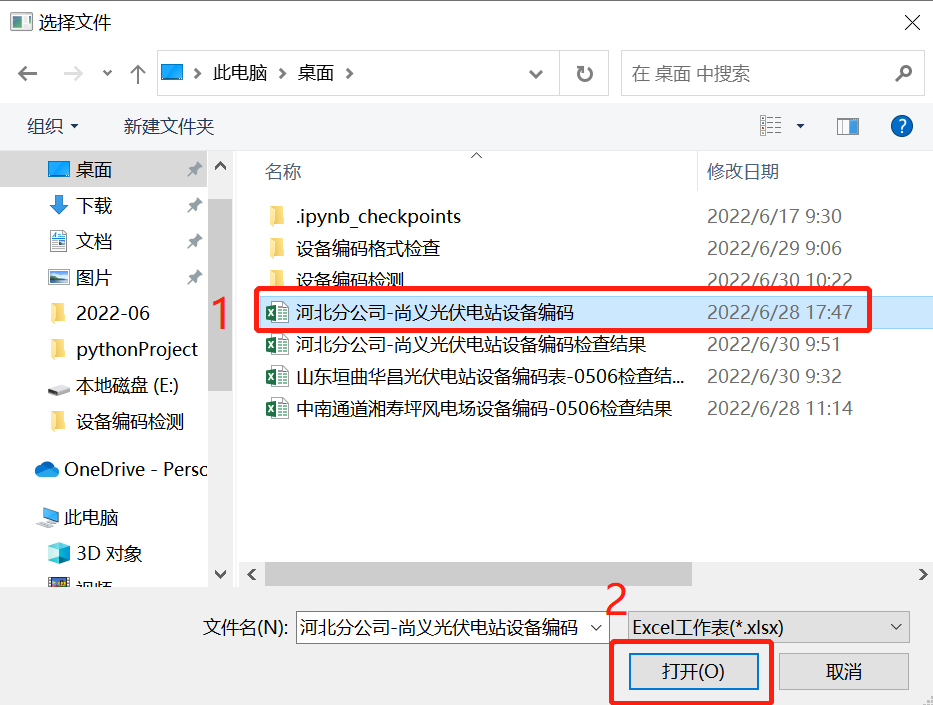 选择文件
此电脑 桌面
在 桌面 中搜索
组织 新建文件夹
?
名称 修改日期
桌面
下载
文档
图片
2022-06
pythonProject
本地磁盘 (E:)
设备编码检测
OneDrive - Perso
此电脑
3D 对象
视频
.ipynb_checkpoints 2022/6/17 9:30
设备编码格式检查 2022/6/29 9:06
设备编码检测 2022/6/30 10:22
1
河北分公司-尚义光伏电站设备编码 2022/6/28 17:47
河北分公司-尚义光伏电站设备编码检查结果 2022/6/30 9:51
山东垣曲华昌光伏电站设备编码表-0506检查结... 2022/6/30 9:32
中南通道湘寿坪风电场设备编码-0506检查结果 2022/6/28 11:14
2
文件名(N): 河北分公司-尚义光伏电站设备编码 Excel工作表(*.xlsx)
打开(O) 取消